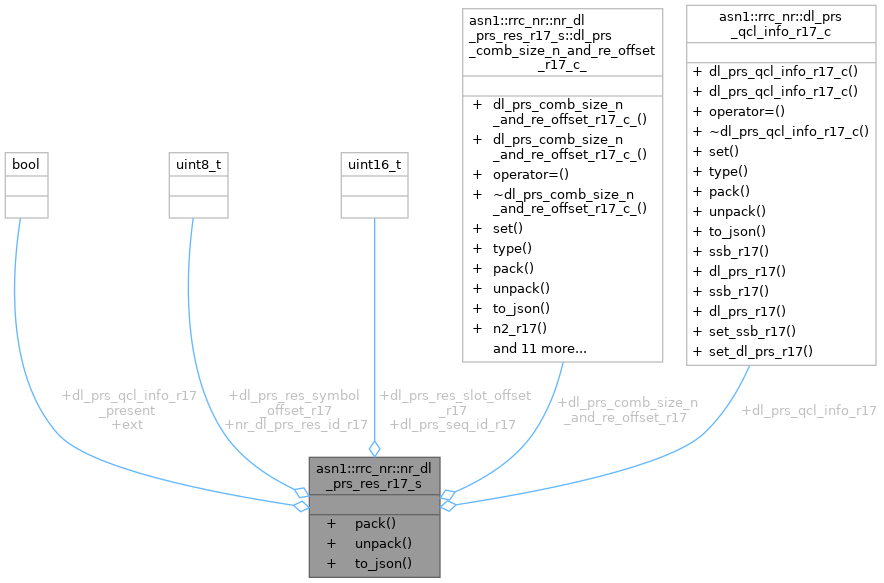 asn1::rrc_nr::nr_dl
_prs_res_r17_s::dl_prs
_comb_size_n_and_re_offset
_r17_c_
+ dl_prs_comb_size_n
_and_re_offset_r17_c_()
+ dl_prs_comb_size_n
_and_re_offset_r17_c_()
+ operator=()
+ ~dl_prs_comb_size_n
_and_re_offset_r17_c_()
+ set()
+ type()
+ pack()
+ unpack()
+ to_json()
+ n2_r17()
and 11 more...
asn1::rrc_nr::dl_prs
_qcl_info_r17_c
+ dl_prs_qcl_info_r17_c()
+ dl_prs_qcl_info_r17_c()
+ operator=()
+ ~dl_prs_qcl_info_r17_c()
+ set()
+ type()
+ pack()
+ unpack()
+ to_json()
+ ssb_r17()
+ dl_prs_r17()
+ ssb_r17()
+ dl_prs_r17()
+ set_ssb_r17()
+ set_dl_prs_r17()
bool
uint8_t
uint16_t
+dl_prs_qcl_info_r17
_present
+ext
+dl_prs_res_symbol
_offset_r17
+nr_dl_prs_res_id_r17
+dl_prs_res_slot_offset
_r17
+dl_prs_seq_id_r17
+dl_prs_comb_size_n
_and_re_offset_r17
+dl_prs_qcl_info_r17
asn1::rrc_nr::nr_dl
_prs_res_r17_s
+ pack()
+ unpack()
+ to_json()